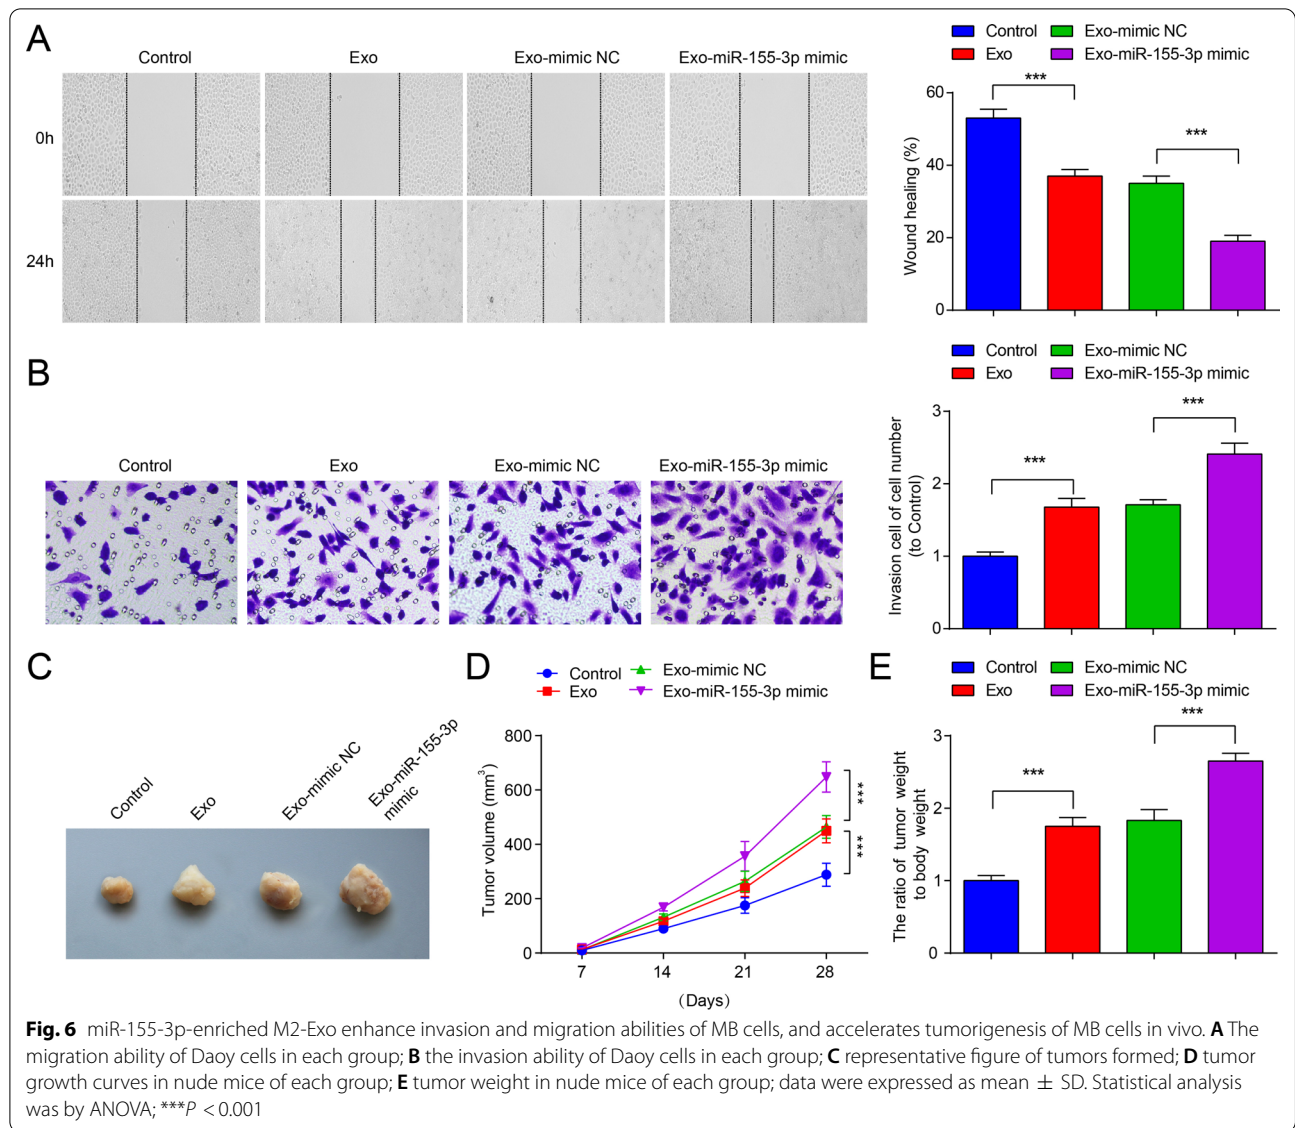 A
Control
Exo
Exo-mimic NC
Exo-miR-155-3p mimic
0h
24h
Control
Exo-mimic NC
Exo
Exo-miR-155-3p mimic
Wound healing (%)
60
40
20
0
***
***
B
Control
Exo
Exo-mimic NC
Exo-miR-155-3p mimic
Control
Exo-mimic NC
Exo
Exo-miR-155-3p mimic
Invasion cell of cell number
(to Control)
3
2
1
0
***
***
C
Control
Exo
Exo-mimic NC
Exo-miR-155-3p
mimic
D
Control
Exo-mimic NC
Exo
Exo-miR-155-3p mimic
Tumor volume (mm³)
800
600
400
200
0
7
14
21
28
(Days)
***
***
E
Control
Exo-mimic NC
Exo
Exo-miR-155-3p mimic
The ratio of tumor weight
to body weight
3
2
1
0
***
***
Fig. 6 miR-155-3p-enriched M2-Exo enhance invasion and migration abilities of MB cells, and accelerates tumorigenesis of MB cells in vivo. A The
migration ability of Daoy cells in each group; B the invasion ability of Daoy cells in each group; C representative figure of tumors formed; D tumor
growth curves in nude mice of each group; E tumor weight in nude mice of each group; data were expressed as mean ± SD. Statistical analysis
was by ANOVA; ***P < 0.001